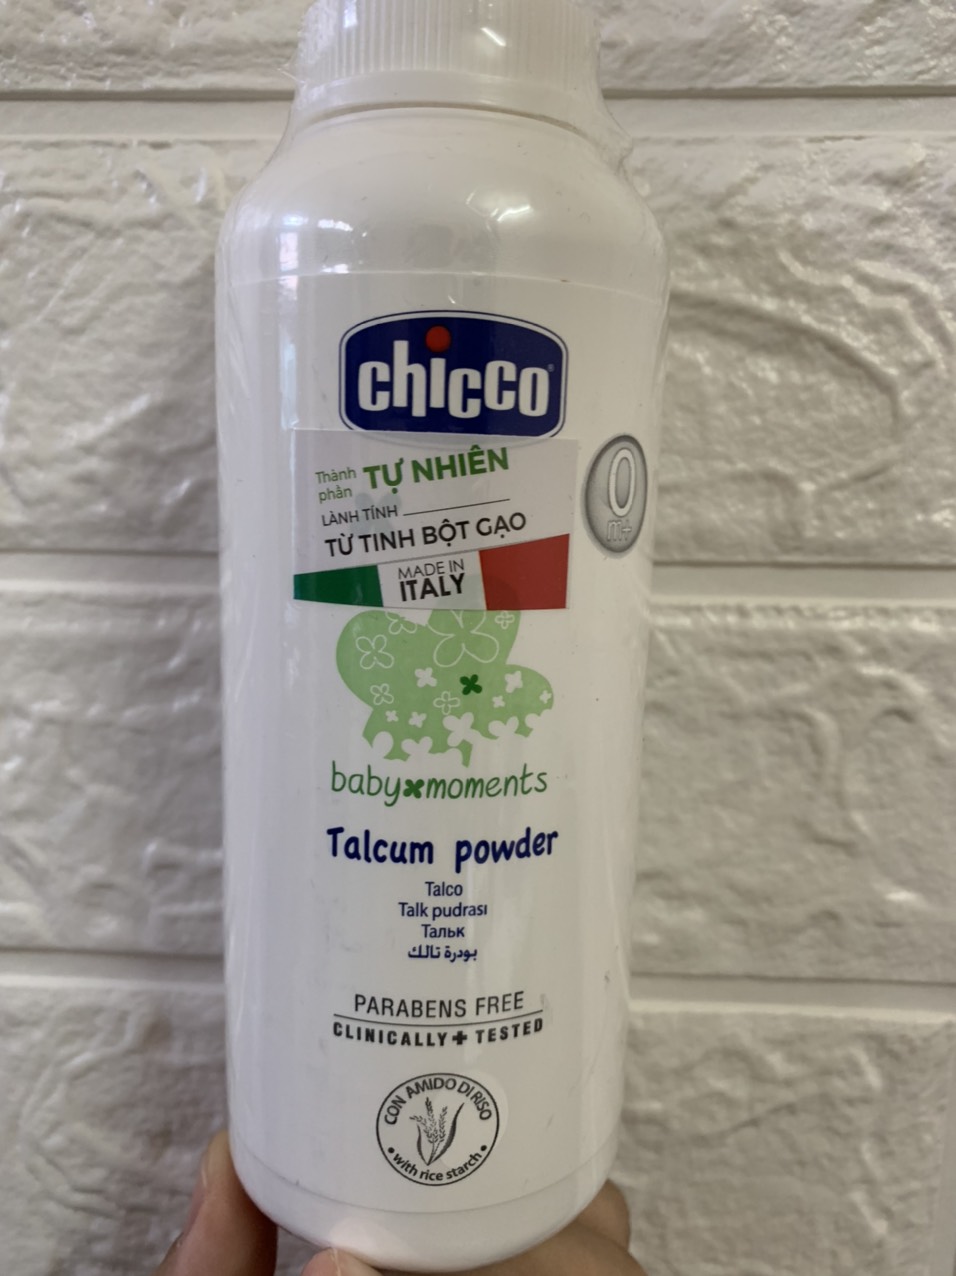 chicco
Thành phần TỰ NHIÊN
LÀNH TÍNH
TỪ TINH BỘT GẠO
MADE IN
ITALY
0
m+
baby moments
Talcum powder
Talco
Talk pudrası
Тальк
بودرة تالك
PARABENS FREE
CLINICALLY + TESTED
CON AMIDO DI RISO
• with rice starch •